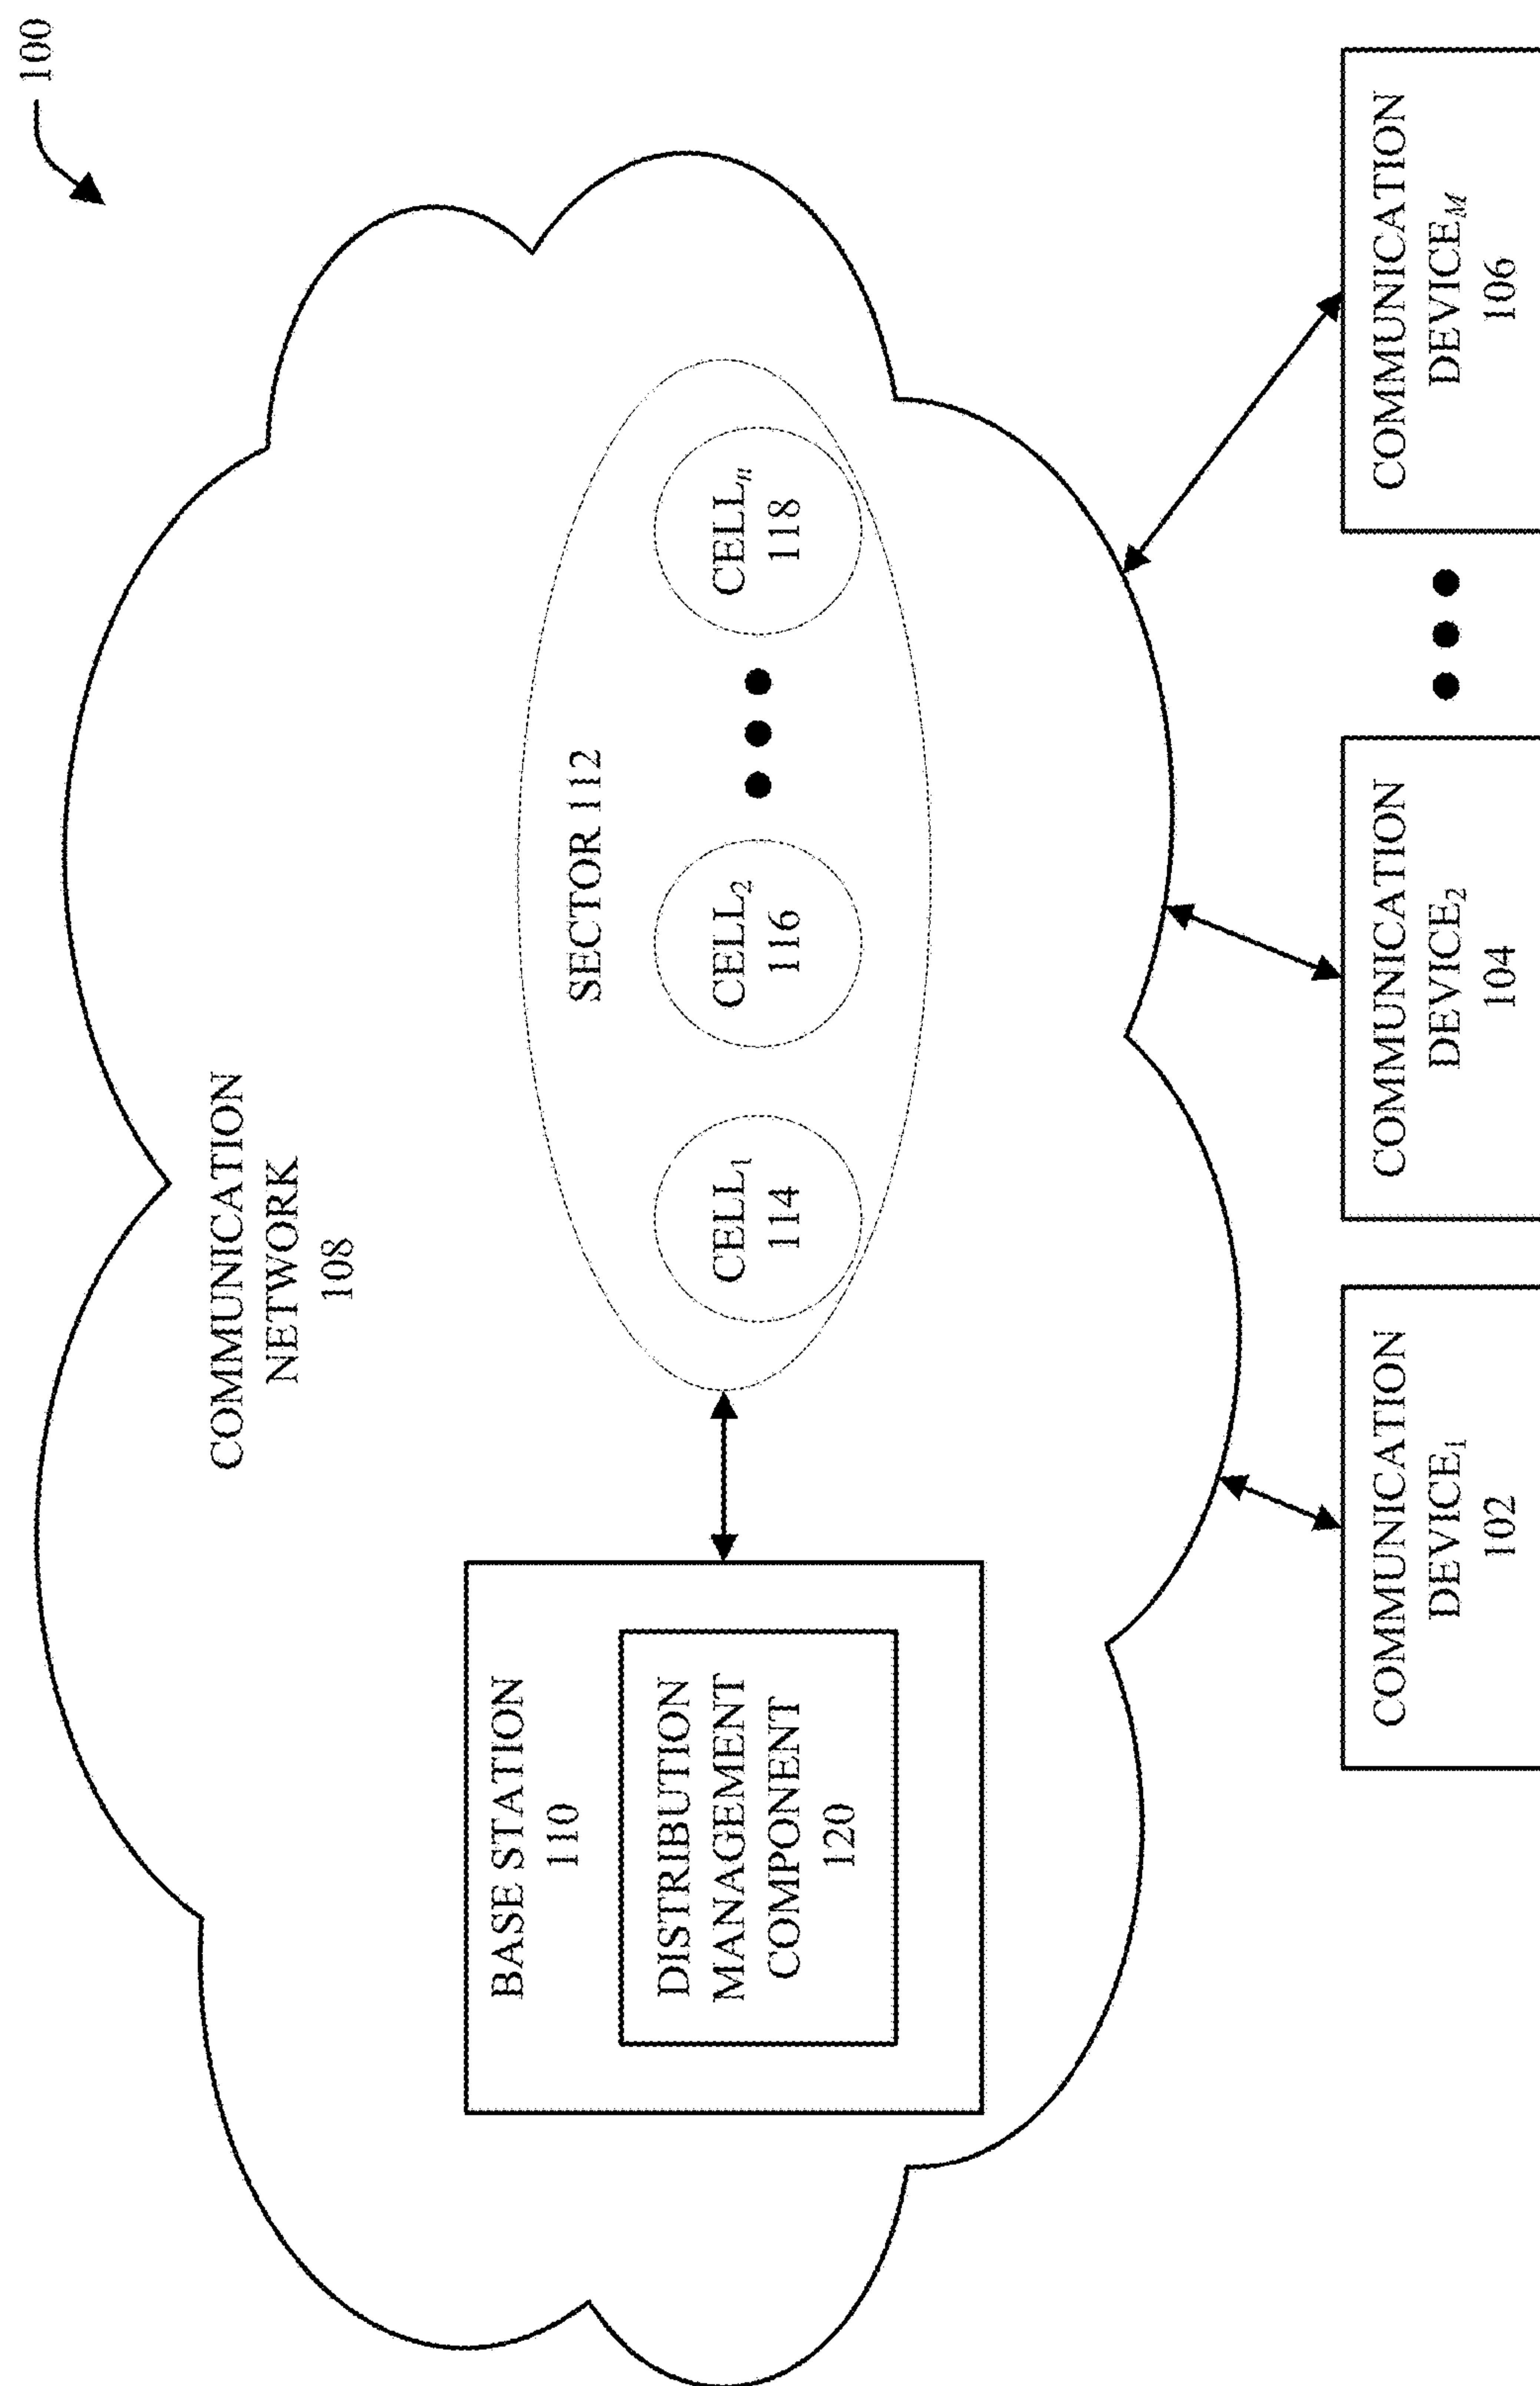 100
COMMUNICATION
NETWORK
108
BASE STATION
110
DISTRIBUTION
MANAGEMENT
COMPONENT
120
SECTOR 112
CELL₁
114
CELL₂
116
CELLₙ
118
COMMUNICATION
DEVICE₁
102
COMMUNICATION
DEVICE₂
104
COMMUNICATION
DEVICE_M
106